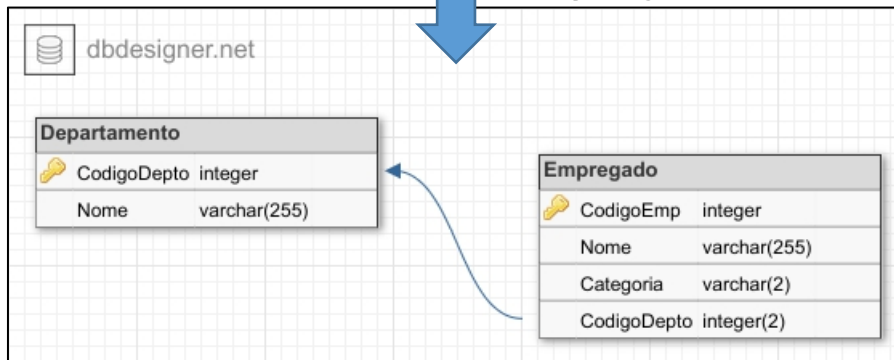 dbdesigner.net
Departamento
CodigoDepto integer
Nome varchar(255)
Empregado
CodigoEmp integer
Nome varchar(255)
Categoria varchar(2)
CodigoDepto integer(2)